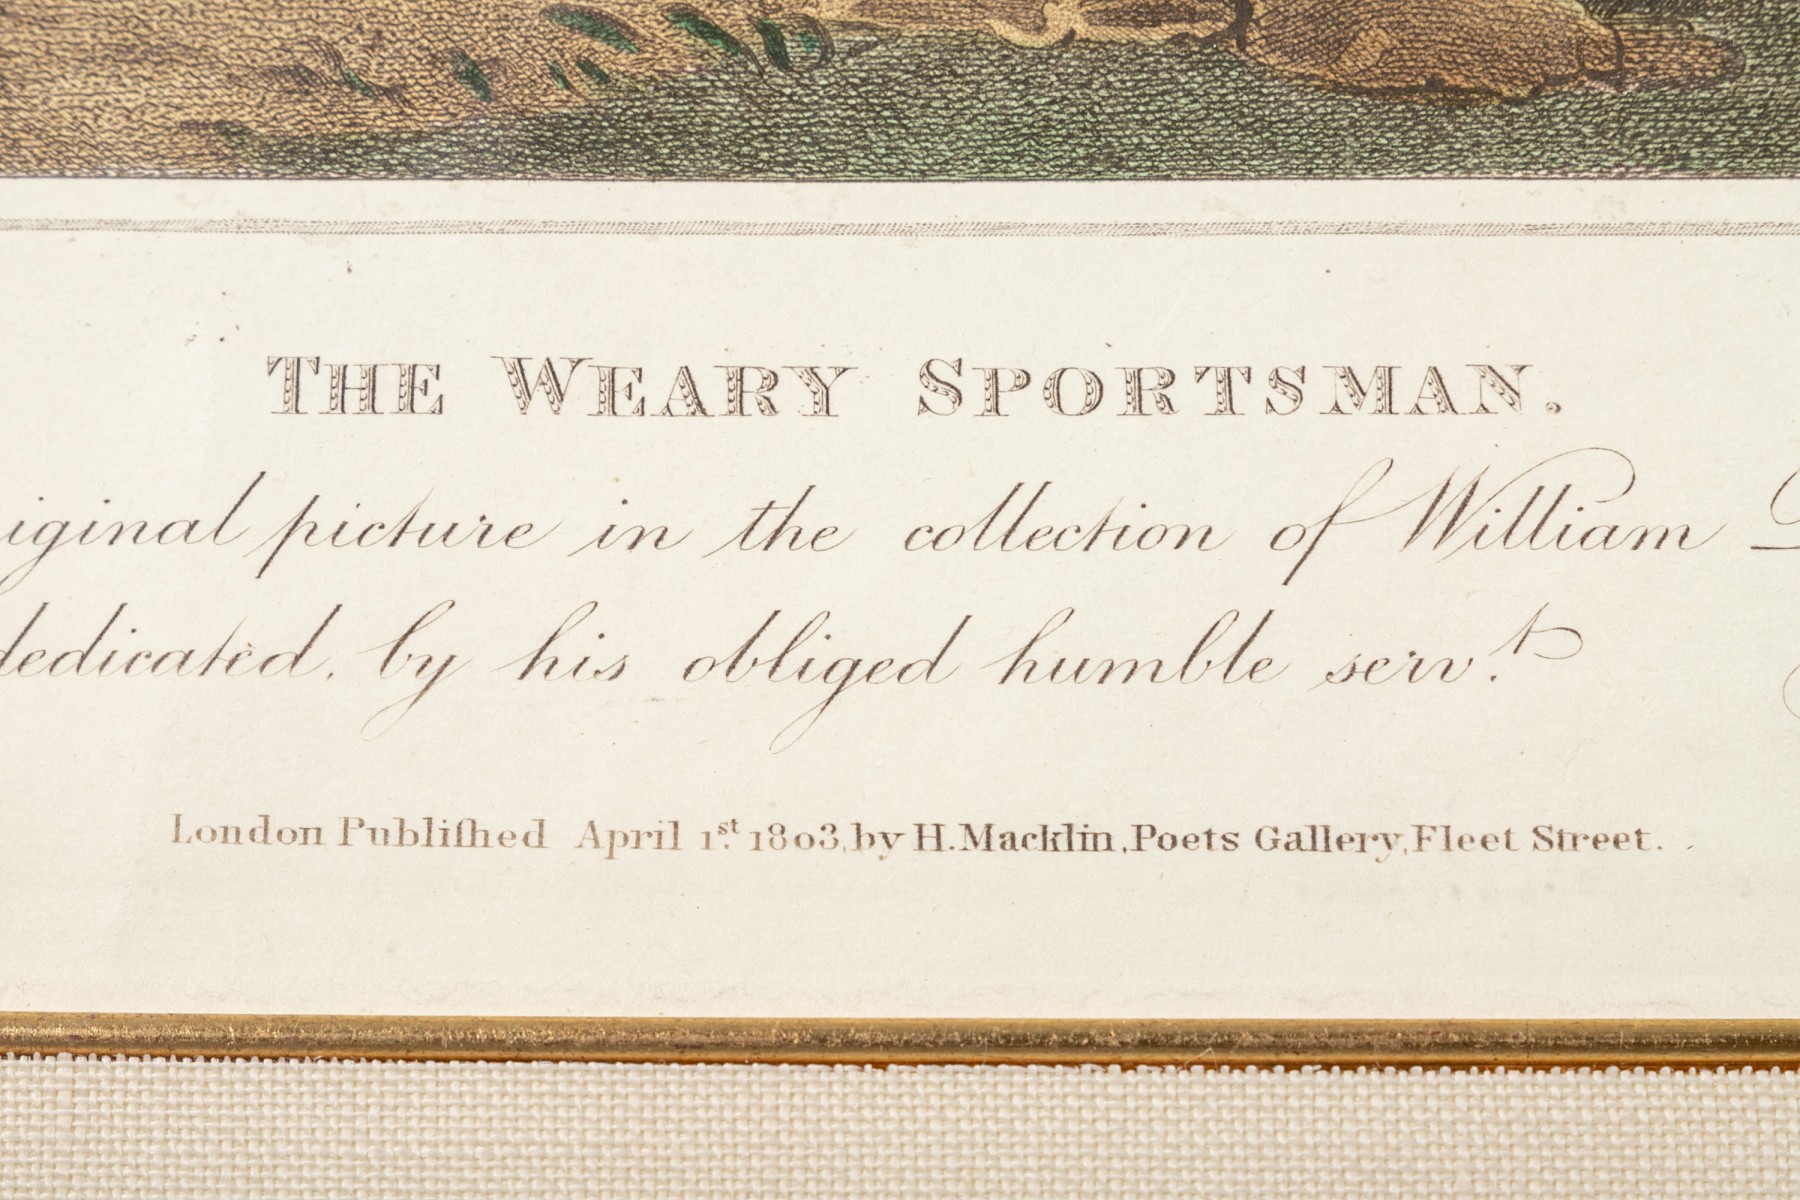 THE WEARY SPORTSMAN.
iginal picture in the collection of William
dedicated, by his obliged humble serv.t
London Publiſhed April 1st. 1803, by H. Macklin, Poets Gallery, Fleet Street.